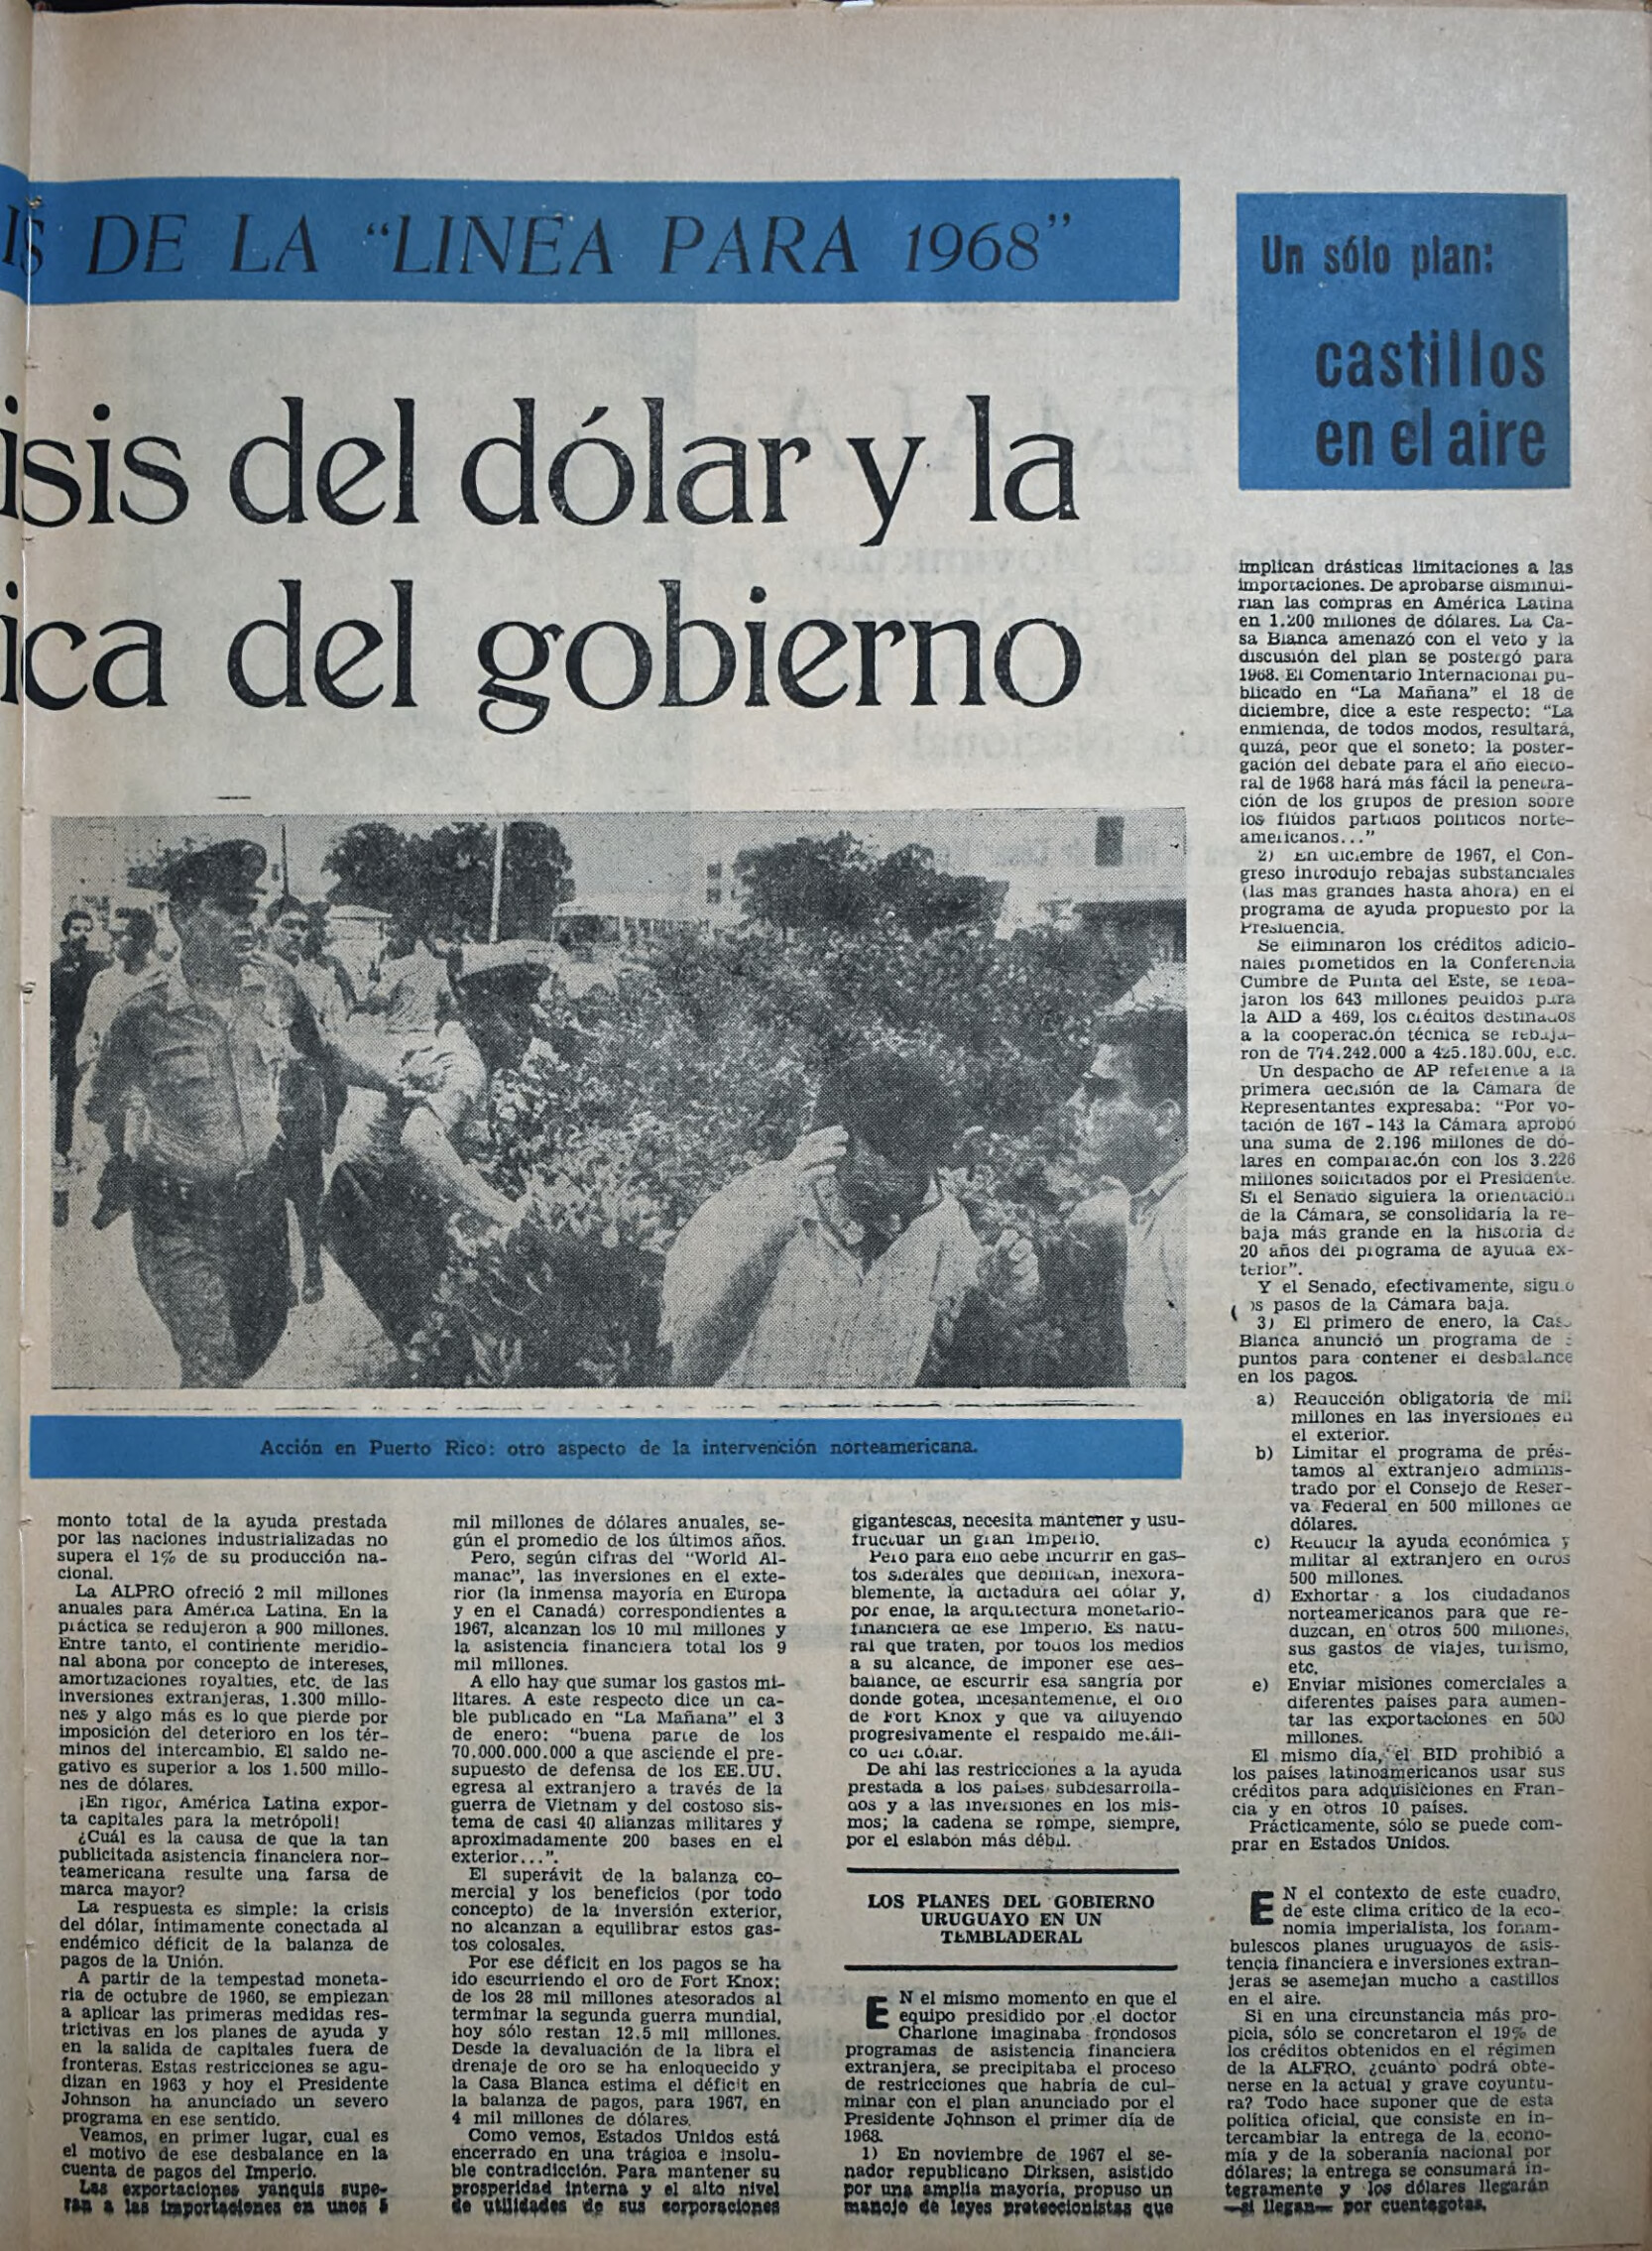 DE LA "LINEA PARA 1968"
isis del dólar y la
ica del gobierno
Un sólo plan:
castillos
en el aire
Acción en Puerto Rico: otro aspecto de la intervención norteamericana.
monto total de la ayuda prestada
por las naciones industrializadas no
supera el 1% de su producción na-
cional.
La ALPRO ofreció 2 mil millones
anuales para América Latina. En la
práctica se redujeron a 900 millones.
Entre tanto, el continente meridio-
nal abona por concepto de intereses,
amortizaciones royalties, etc. de las
inversiones extranjeras, 1.300 millo-
nes y algo más es lo que pierde por
imposición del deterioro en los tér-
minos del intercambio. El saldo ne-
gativo es superior a los 1.500 millo-
nes de dólares.
¡En rigor, América Latina expor-
ta capitales para la metrópoli!
¿Cuál es la causa de que la tan
publicitada asistencia financiera nor-
teamericana resulte una farsa de
marca mayor?
La respuesta es simple: la crisis
del dólar, íntimamente conectada al
endémico déficit de la balanza de
pagos de la Unión.
A partir de la tempestad moneta-
ria de octubre de 1960, se empiezan
a aplicar las primeras medidas res-
trictivas en los planes de ayuda y
en la salida de capitales fuera de
fronteras. Estas restricciones se agu-
dizan en 1963 y hoy el Presidente
Johnson ha anunciado un severo
programa en ese sentido.
Veamos, en primer lugar, cual es
el motivo de ese desbalance en la
cuenta de pagos del Imperio.
Las exportaciones yanquis supe-
ran a las importaciones en unos 5
mil millones de dólares anuales, se-
gún el promedio de los últimos años.
Pero, según cifras del "World Al-
manac", las inversiones en el exte-
rior (la inmensa mayoría en Europa
y en el Canadá) correspondientes a
1967, alcanzan los 10 mil millones y
la asistencia financiera total los 9
mil millones.
A ello hay que sumar los gastos mi-
litares. A este respecto dice un ca-
ble publicado en "La Mañana" el 3
de enero: "buena parte de los
70.000.000.000 a que asciende el pre-
supuesto de defensa de los EE.UU.
egresa al extranjero a través de la
guerra de Vietnam y del costoso sis-
tema de casi 40 alianzas militares y
aproximadamente 200 bases en el
exterior...".
El superávit de la balanza co-
mercial y los beneficios (por todo
concepto) de la inversión exterior,
no alcanzan a equilibrar estos gas-
tos colosales.
Por ese déficit en los pagos se ha
ido escurriendo el oro de Fort Knox;
de los 28 mil millones atesorados al
terminar la segunda guerra mundial,
hoy sólo restan 12.5 mil millones.
Desde la devaluación de la libra el
drenaje de oro se ha enloquecido y
la Casa Blanca estima el déficit en
la balanza de pagos, para 1967, en
4 mil millones de dólares.
Como vemos, Estados Unidos está
encerrado en una trágica e insolu-
ble contradicción. Para mantener su
prosperidad interna y el alto nivel
de utilidades de sus corporaciones
gigantescas, necesita mantener y usu-
fructuar un gran Imperio.
Pero para ello debe incurrir en gas-
tos siderales que debilitan, inexora-
blemente, la dictadura del dólar y,
por ende, la arquitectura monetario-
financiera de ese Imperio. Es natu-
ral que traten, por todos los medios
a su alcance, de imponer ese des-
balance, de escurrir esa sangría por
donde gotea, incesantemente, el oro
de Fort Knox y que va diluyendo
progresivamente el respaldo metáli-
co del dólar.
De ahí las restricciones a la ayuda
prestada a los países subdesarrolla-
dos y a las inversiones en los mis-
mos; la cadena se rompe, siempre,
por el eslabón más débil.
LOS PLANES DEL GOBIERNO
URUGUAYO EN UN
TEMBLADERAL
EN el mismo momento en que el
equipo presidido por el doctor
Charlone imaginaba frondosos
programas de asistencia financiera
extranjera, se precipitaba el proceso
de restricciones que habría de cul-
minar con el plan anunciado por el
Presidente Johnson el primer día de
1968.
1) En noviembre de 1967 el se-
nador republicano Dirksen, asistido
por una amplia mayoría, propuso un
manojo de leyes proteccionistas que
implican drásticas limitaciones a las
importaciones. De aprobarse disminui-
rían las compras en América Latina
en 1.200 millones de dólares. La Ca-
sa Blanca amenazó con el veto y la
discusión del plan se postergó para
1968. El Comentario Internacional pu-
blicado en "La Mañana" el 18 de
diciembre, dice a este respecto: "La
enmienda, de todos modos, resultará,
quizá, peor que el soneto: la poster-
gación del debate para el año electo-
ral de 1968 hará más fácil la penetra-
ción de los grupos de presión sobre
los flúidos partidos políticos norte-
americanos..."
2) En diciembre de 1967, el Con-
greso introdujo rebajas substanciales
(las mas grandes hasta ahora) en el
programa de ayuda propuesto por la
Presidencia.
Se eliminaron los créditos adicio-
nales prometidos en la Conferencia
Cumbre de Punta del Este, se reba-
jaron los 643 millones pedidos para
la AID a 469, los créditos destinados
a la cooperación técnica se rebaja-
ron de 774.242.000 a 425.180.000, etc.
Un despacho de AP referente a la
primera decisión de la Cámara de
Representantes expresaba: "Por vo-
tación de 167-143 la Cámara aprobó
una suma de 2.196 millones de dó-
lares en comparación con los 3.226
millones solicitados por el Presidente.
Si el Senado siguiera la orientación
de la Cámara, se consolidaría la re-
baja más grande en la historia de
20 años del programa de ayuda ex-
terior".
Y el Senado, efectivamente, siguió
os pasos de la Cámara baja.
3) El primero de enero, la Casa
Blanca anunció un programa de
puntos para contener el desbalance
en los pagos.
a) Reducción obligatoria de mil
millones en las inversiones en
el exterior.
b) Limitar el programa de prés-
tamos al extranjero adminis-
trado por el Consejo de Reser-
va Federal en 500 millones de
dólares.
c) Reducir la ayuda económica y
militar al extranjero en otros
500 millones.
d) Exhortar a los ciudadanos
norteamericanos para que re-
duzcan, en otros 500 millones,
sus gastos de viajes, turismo,
etc.
e) Enviar misiones comerciales a
diferentes países para aumen-
tar las exportaciones en 500
millones.
El mismo día, el BID prohibió a
los países latinoamericanos usar sus
créditos para adquisiciones en Fran-
cia y en otros 10 países.
Prácticamente, sólo se puede com-
prar en Estados Unidos.
EN el contexto de este cuadro,
de este clima crítico de la eco-
nomía imperialista, los fonam-
bulescos planes uruguayos de asis-
tencia financiera e inversiones extran-
jeras se asemejan mucho a castillos
en el aire.
Si en una circunstancia más pro-
picia, sólo se concretaron el 19% de
los créditos obtenidos en el régimen
de la ALPRO, ¿cuánto podrá obte-
nerse en la actual y grave coyuntu-
ra? Todo hace suponer que de esta
política oficial, que consiste en in-
tercambiar la entrega de la econo-
mía y de la soberanía nacional por
dólares; la entrega se consumará ín-
tegramente y los dólares llegarán
—si llegan— por cuentagotas.